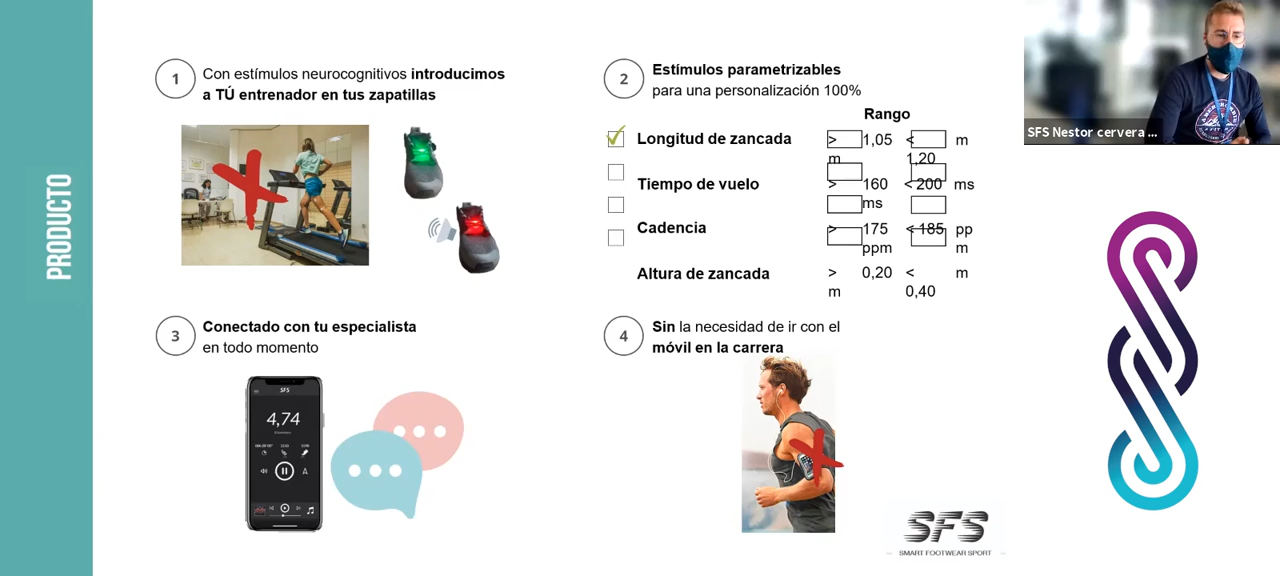 PRODUCTO
1
Con estímulos neurocognitivos introducimos
a TÚ entrenador en tus zapatillas
2
Estímulos parametrizables
para una personalización 100%
Rango
Longitud de zancada > 1,05 < m
m 1,20
Tiempo de vuelo > 160 < 200 ms
ms
Cadencia > 175 < 185 pp
ppm m
Altura de zancada > 0,20 < m
m 0,40
3
Conectado con tu especialista
en todo momento
SFS
4,74
4
Sin la necesidad de ir con el
móvil en la carrera
SFS
SMART FOOTWEAR SPORT
SFS Nestor cervera ...